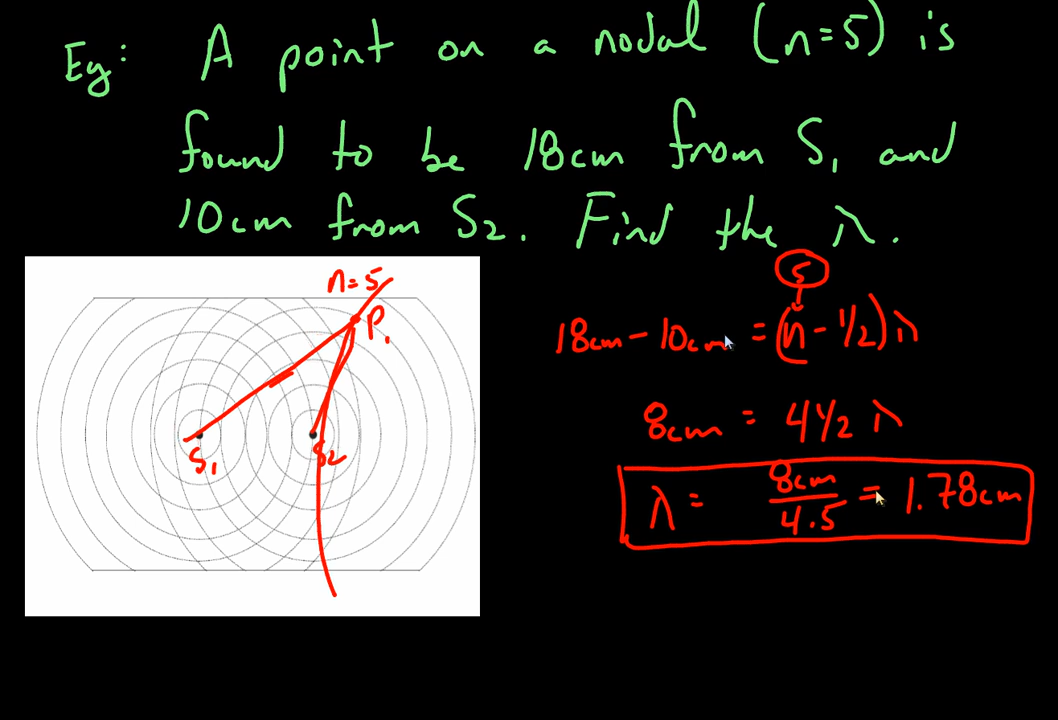 Eg: A point on a nodal (n=5) is
found to be 18cm from S1 and
10cm from S2. Find the λ.
n=5
P1
S1
S2
5
18cm - 10cm = (n - 1/2) λ
8cm = 4 1/2 λ
λ = 8cm/4.5 = 1.78cm